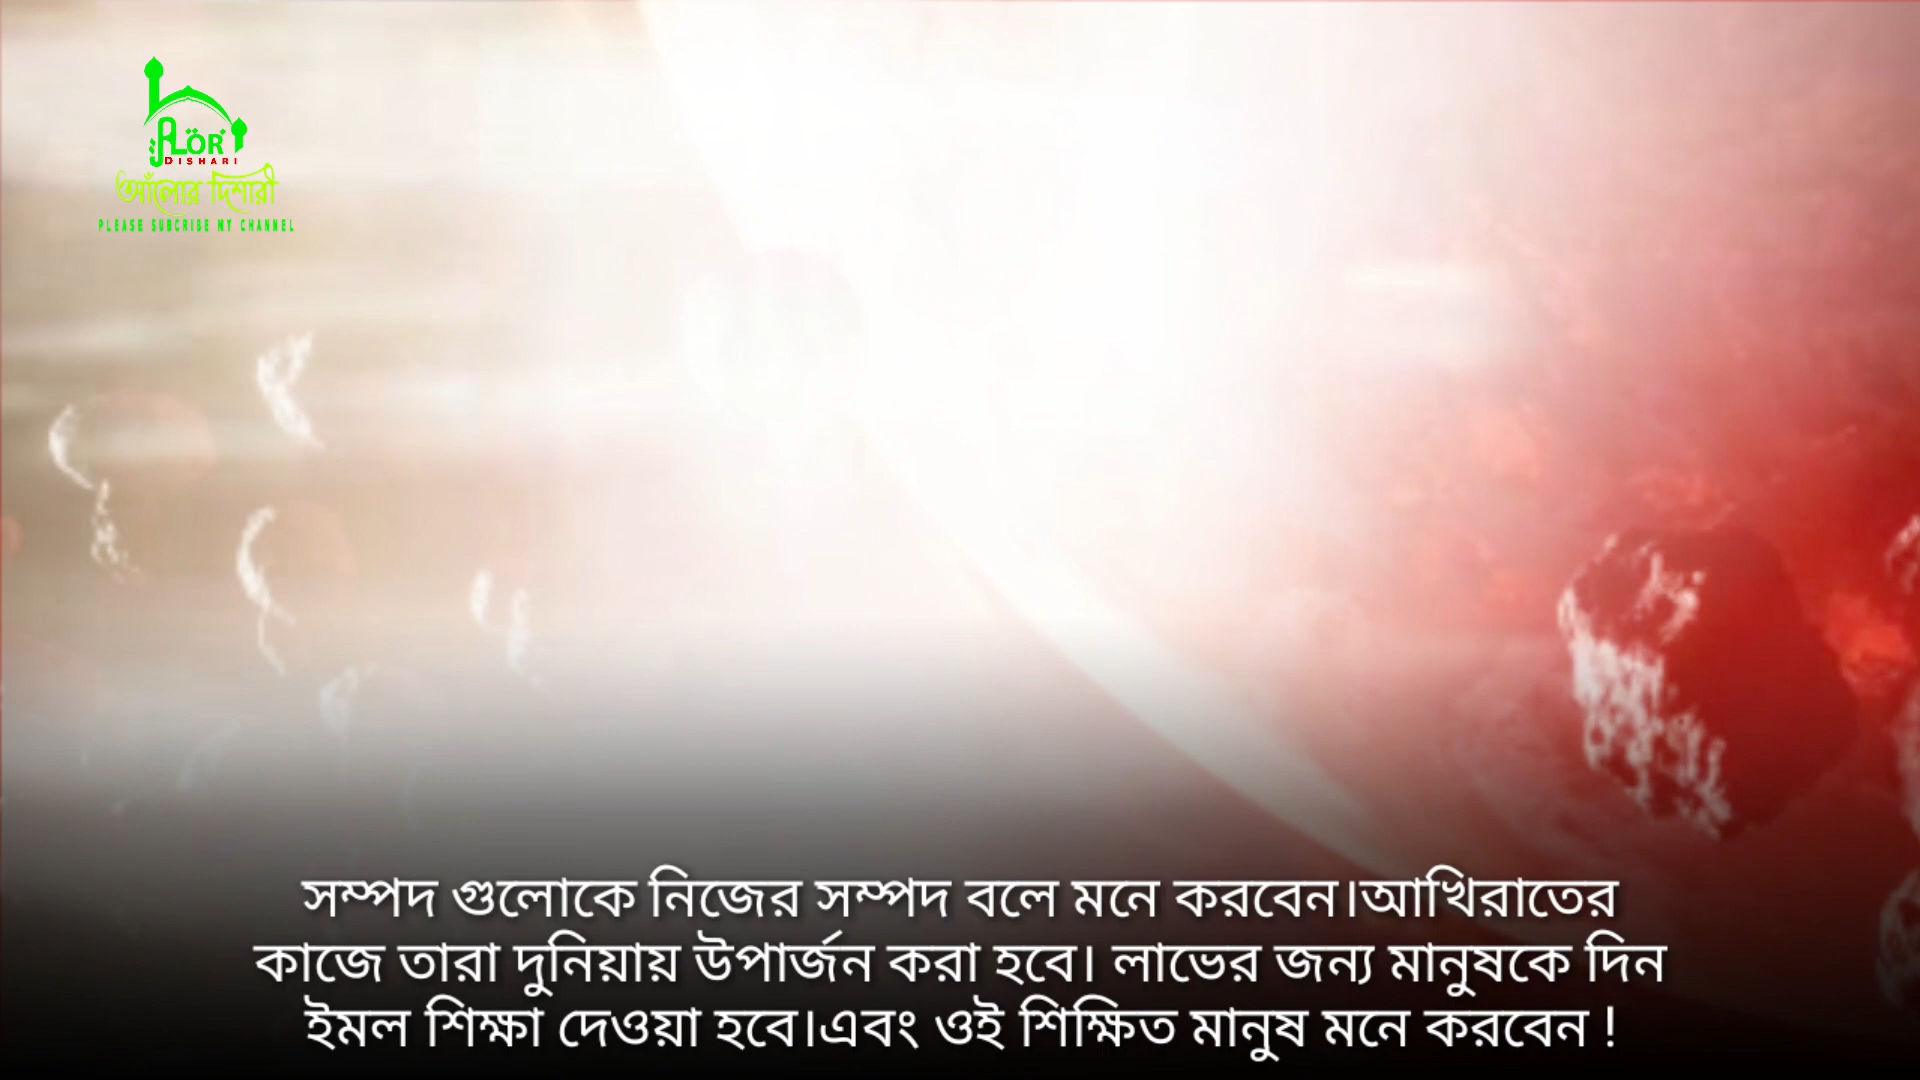 ALOR
DISHARI
আঁলোর দিশারী
PLEASE SUBCRIBE MY CHANNEL
সম্পদ গুলোকে নিজের সম্পদ বলে মনে করবেন।আখিরাতের
কাজে তারা দুনিয়ায় উপার্জন করা হবে। লাভের জন্য মানুষকে দিন
ইমল শিক্ষা দেওয়া হবে।এবং ওই শিক্ষিত মানুষ মনে করবেন !